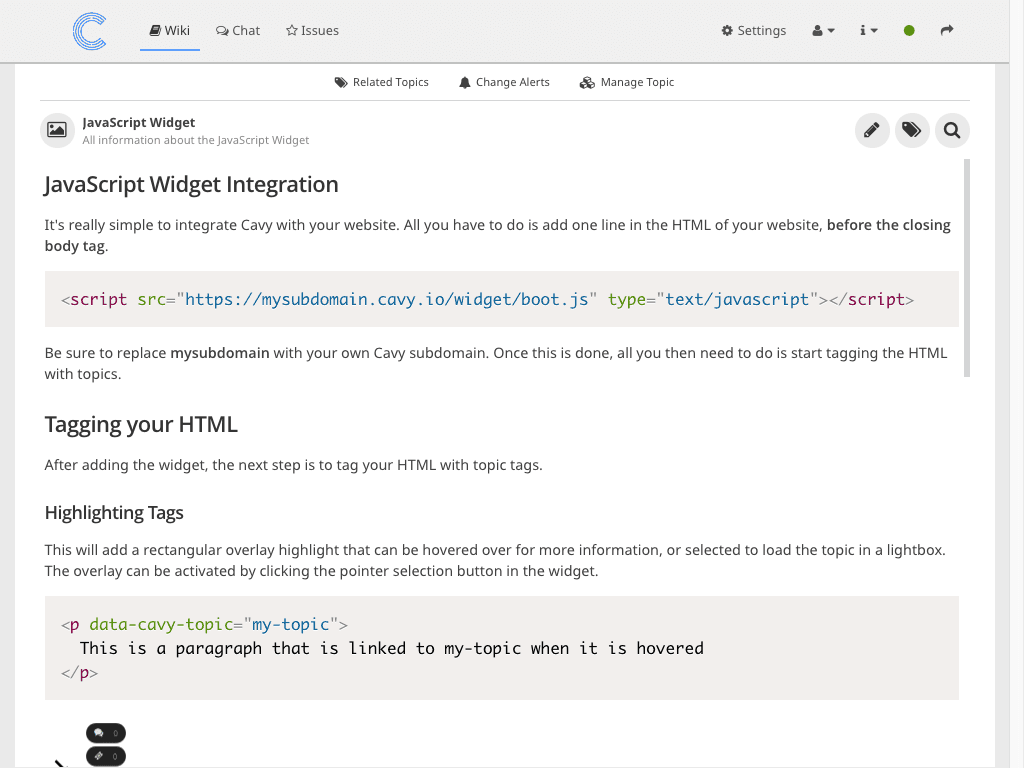 Wiki Chat Issues Settings
Related Topics Change Alerts Manage Topic
JavaScript Widget
All information about the JavaScript Widget
JavaScript Widget Integration
It's really simple to integrate Cavy with your website. All you have to do is add one line in the HTML of your website, before the closing
body tag.
<script src="https://mysubdomain.cavy.io/widget/boot.js" type="text/javascript"></script>
Be sure to replace mysubdomain with your own Cavy subdomain. Once this is done, all you then need to do is start tagging the HTML
with topics.
Tagging your HTML
After adding the widget, the next step is to tag your HTML with topic tags.
Highlighting Tags
This will add a rectangular overlay highlight that can be hovered over for more information, or selected to load the topic in a lightbox.
The overlay can be activated by clicking the pointer selection button in the widget.
<p data-cavy-topic="my-topic">
  This is a paragraph that is linked to my-topic when it is hovered
</p>
0
0